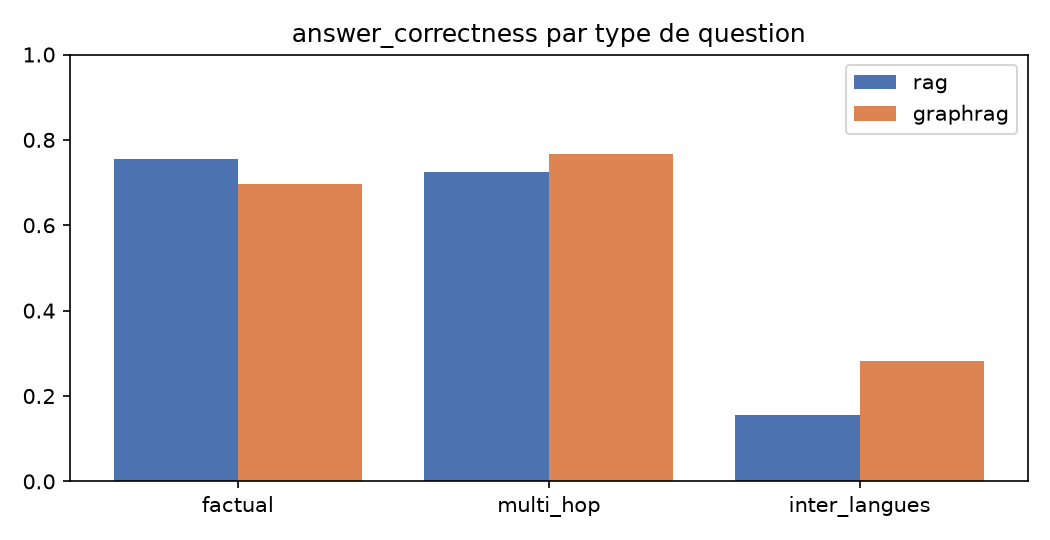 answer_correctness par type de question
1.0
0.8
0.6
0.4
0.2
0.0
rag
graphrag
factual
multi_hop
inter_langues